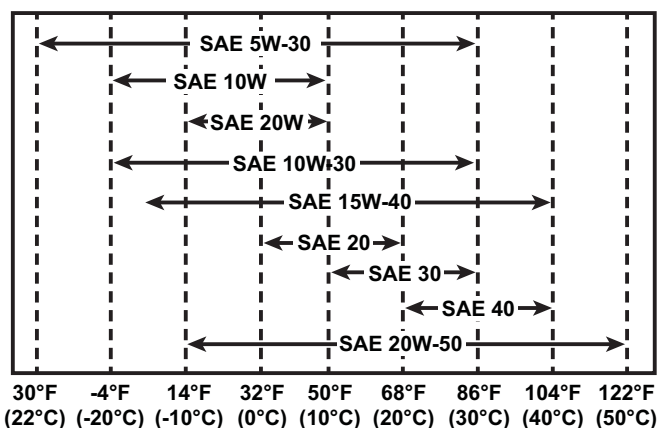 SAE 5W-30
SAE 10W
SAE 20W
SAE 10W-30
SAE 15W-40
SAE 20
SAE 30
SAE 40
SAE 20W-50
30°F -4°F 14°F 32°F 50°F 68°F 86°F 104°F 122°F
(22°C) (-20°C) (-10°C) (0°C) (10°C) (20°C) (30°C) (40°C) (50°C)